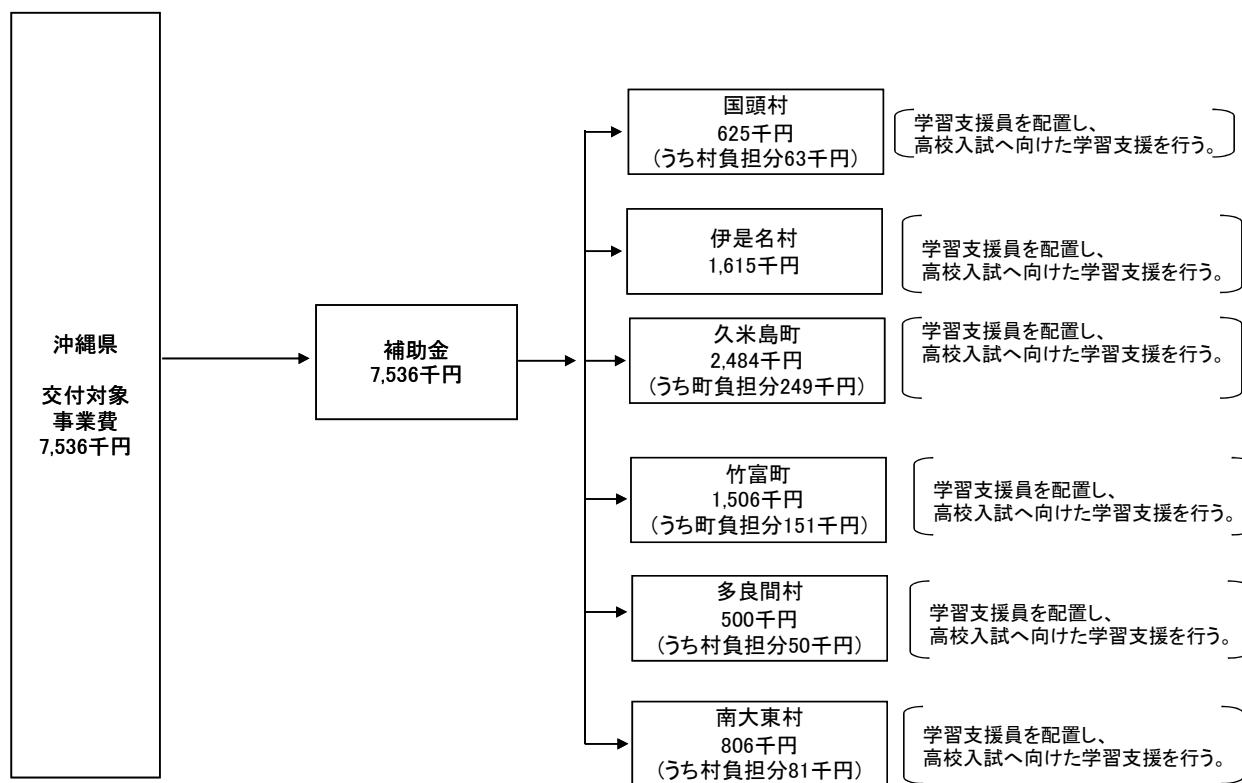 沖縄県
交付対象
事業費
7,536千円
補助金
7,536千円
国頭村
625千円
(うち村負担分63千円)
学習支援員を配置し、
高校入試へ向けた学習支援を行う。
伊是名村
1,615千円
学習支援員を配置し、
高校入試へ向けた学習支援を行う。
久米島町
2,484千円
(うち町負担分249千円)
学習支援員を配置し、
高校入試へ向けた学習支援を行う。
竹富町
1,506千円
(うち町負担分151千円)
学習支援員を配置し、
高校入試へ向けた学習支援を行う。
多良間村
500千円
(うち村負担分50千円)
学習支援員を配置し、
高校入試へ向けた学習支援を行う。
南大東村
806千円
(うち村負担分81千円)
学習支援員を配置し、
高校入試へ向けた学習支援を行う。